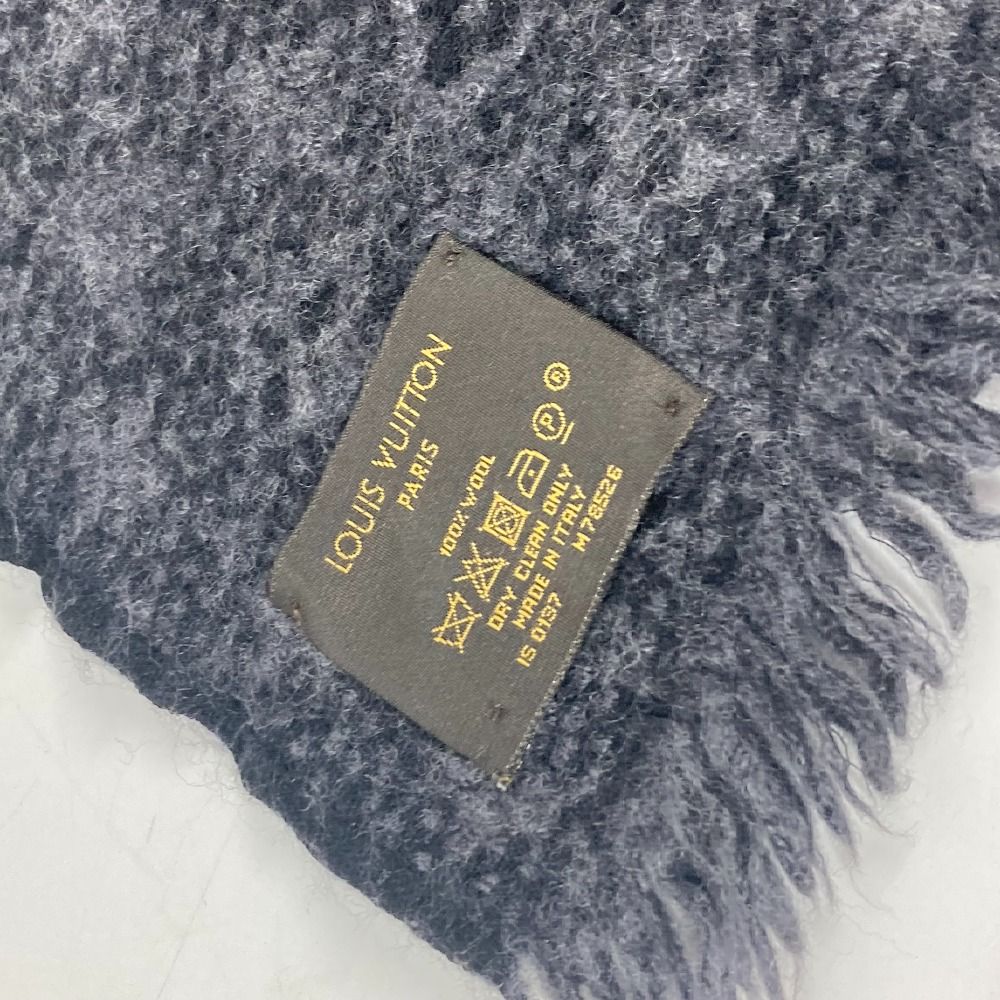 LOUIS VUITTON
PARIS
100% WOOL
P
®
DRY CLEAN ONLY
MADE IN ITALY
IS 0137 M78526